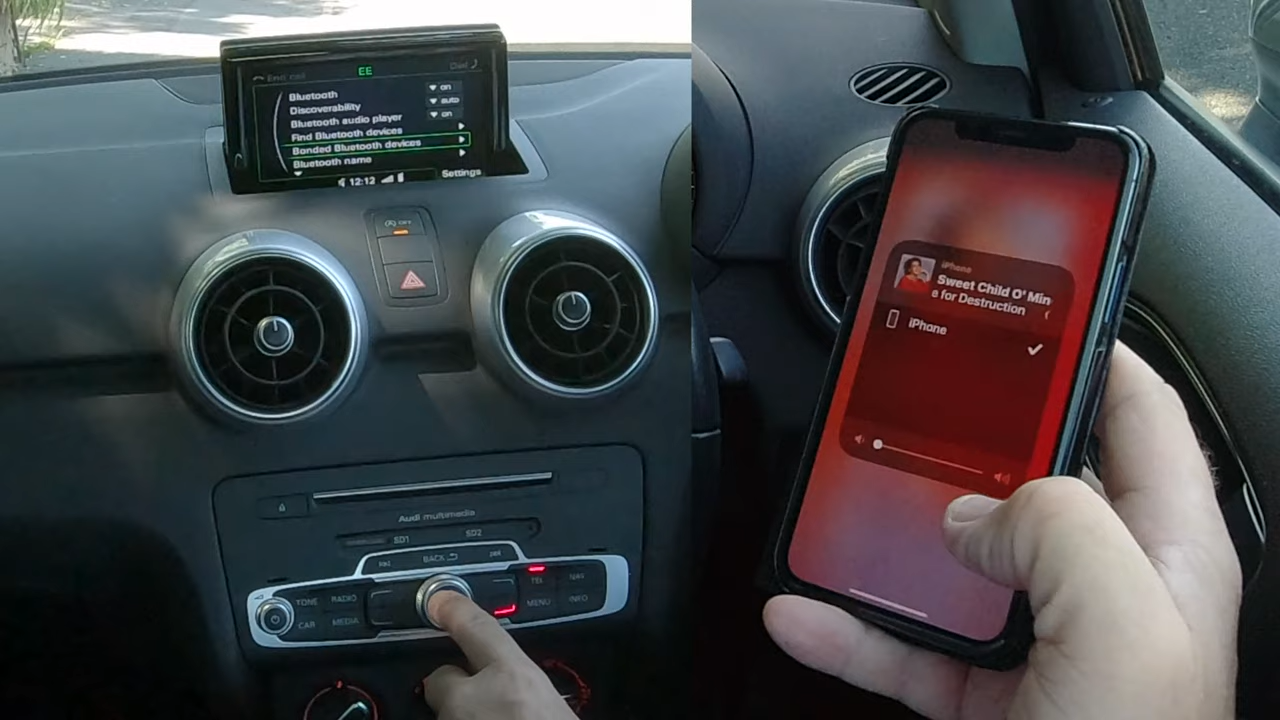 End call
EE
Bluetooth
on
Discoverability
auto
Bluetooth audio player
on
Find Bluetooth devices
Bonded Bluetooth devices
Bluetooth name
12:12
Settings
OFF
Audi multimedia
SD1
SD2
BACK
TONE
RADIO
TEL
NAV
CAR
MEDIA
MENU
INFO
iPhone
Sweet Child O' Min
e for Destruction
iPhone